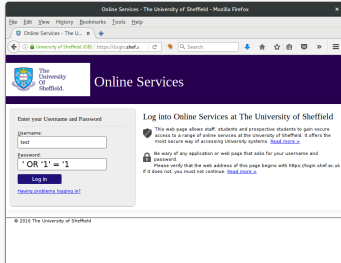 Online Services - The University of Sheffield - Mozilla Firefox
File Edit View History Bookmarks Tools Help
Online Services - The U...
University of Sheffield (GB) https://login.shef.a
Search
The
University
Of
Sheffield.
Online Services
Enter your Username and Password
Username:
test
Password:
' OR '1' = '1
Log in
Having problems logging in?
Log into Online Services at The University of Sheffield
This web page allows staff, students and prospective students to gain secure
access to a range of online services at the University of Sheffield. It offers the
most secure way of accessing University systems. Read more »
Be wary of any application or web page that asks for your username and
password.
Please verify that the web address of this page begins with https://login.shef.ac.uk
If it does not, you must not continue. Read more »
© 2016 The University of Sheffield